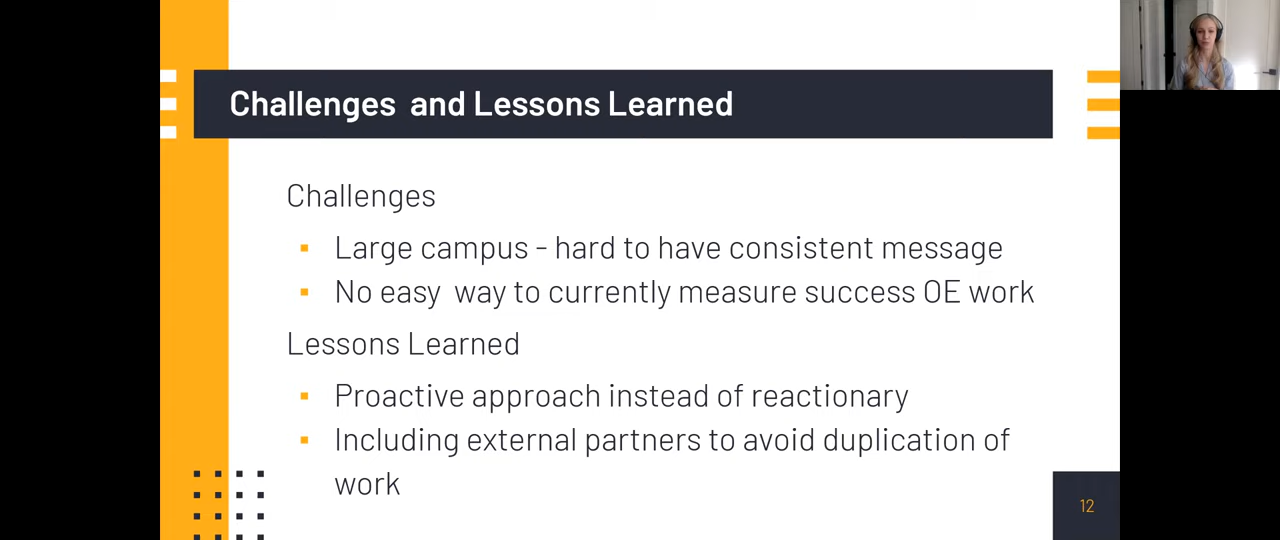 Challenges and Lessons Learned
Challenges
Large campus - hard to have consistent message
No easy way to currently measure success OE work
Lessons Learned
Proactive approach instead of reactionary
Including external partners to avoid duplication of
work
12